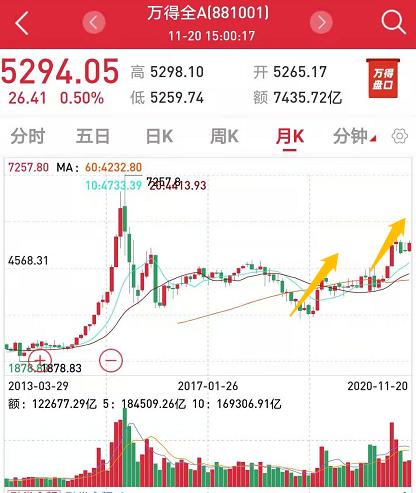 万得全A(881001)
11-20 15:00:17
5294.05 高 5298.10 开 5265.17
26.41 0.50% 低 5259.74 额 7435.72亿
万得
盘口
分时 五日 日K 周K 月K 分钟
7257.80 MA: 60:4232.80
10:4733.39 20:4413.93
7257.8
4568.31
1878.83 1878.83
2013-03-29 2017-01-26 2020-11-20
额: 122677.29亿 5: 184509.26亿 10: 169306.91亿